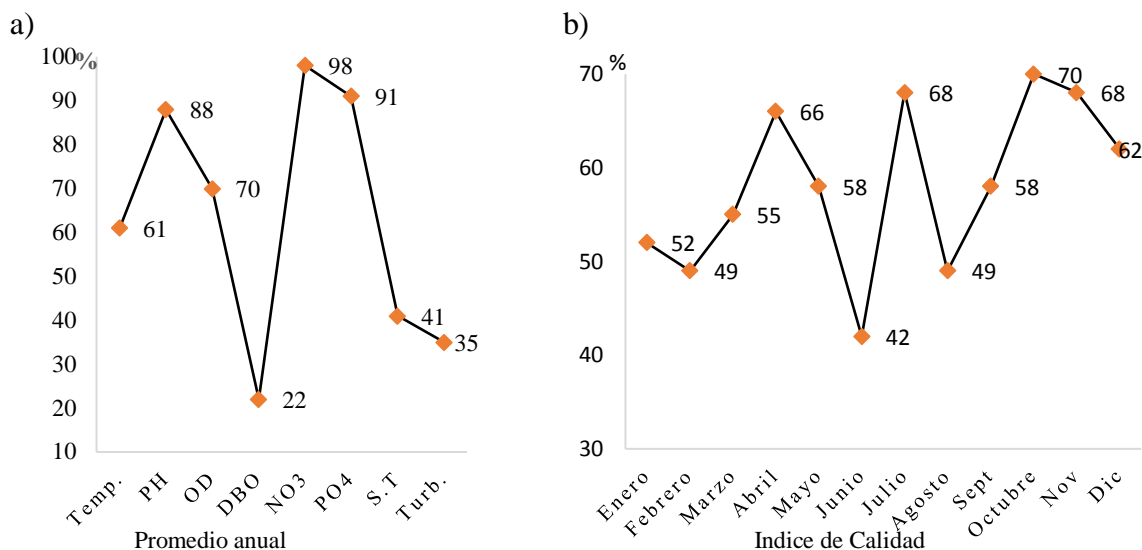 a)
100%
90
80
70
60
50
40
30
20
10
61
88
70
22
98
91
41
35
Temp.
PH
OD
DBO
NO3
PO4
S.T
Turb.
Promedio anual
b)
%
70
60
50
40
30
52
49
55
66
58
42
68
49
58
70
68
62
Enero
Febrero
Marzo
Abril
Mayo
Junio
Julio
Agosto
Sept
Octubre
Nov
Dic
Indice de Calidad